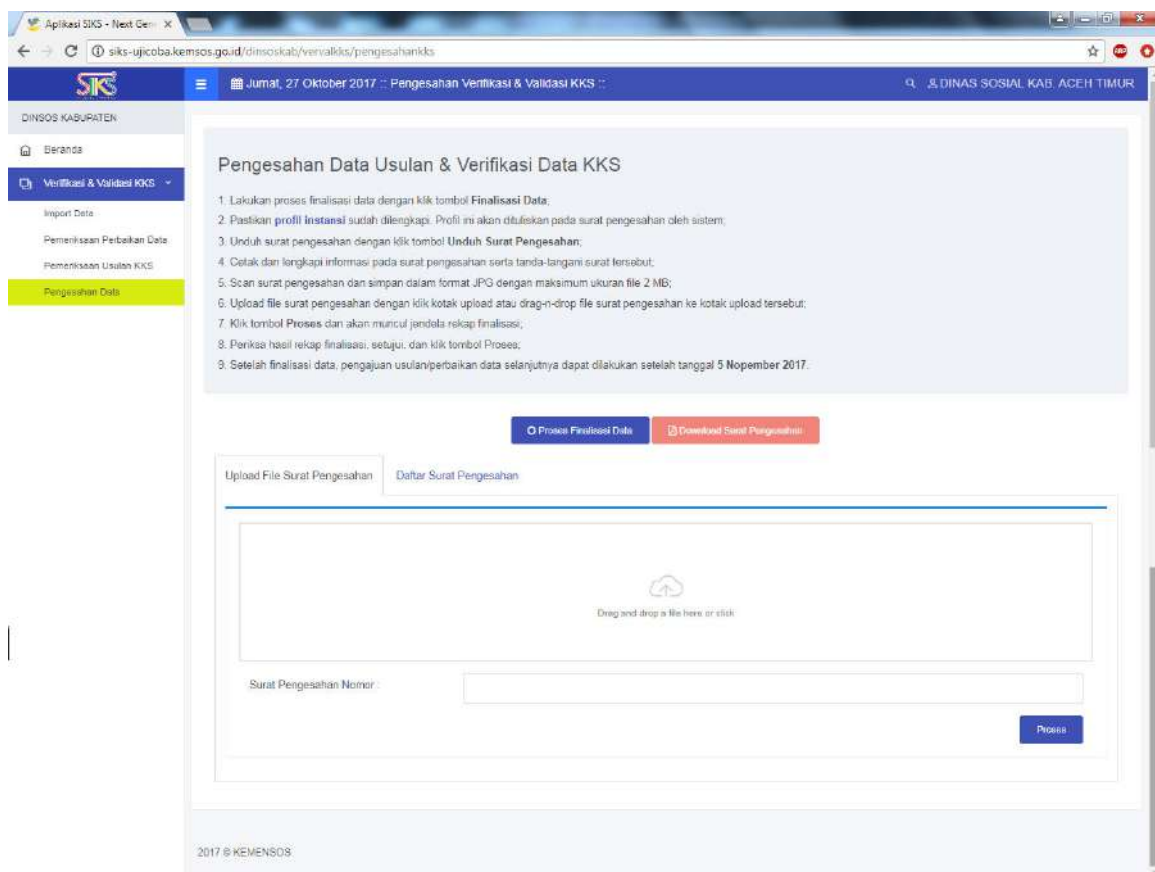 Aplikasi SIKS - Next Gen
siks-ujicoba.kemsos.go.id/dinsoskab/vervalkks/pengesahankks
SIKS
Jumat, 27 Oktober 2017 :: Pengesahan Verifikasi & Validasi KKS ::
DINAS SOSIAL KAB. ACEH TIMUR
DINSOS KABUPATEN
Beranda
Verifikasi & Validasi KKS
Import Data
Pemeriksaan Perbaikan Data
Pemeriksaan Usulan KKS
Pengesahan Data
Pengesahan Data Usulan & Verifikasi Data KKS
1. Lakukan proses finalisasi data dengan klik tombol Finalisasi Data;
2. Pastikan profil instansi sudah dilengkapi. Profil ini akan dituliskan pada surat pengesahan oleh sistem;
3. Unduh surat pengesahan dengan klik tombol Unduh Surat Pengesahan;
4. Cetak dan lengkapi informasi pada surat pengesahan serta tanda-tangani surat tersebut;
5. Scan surat pengesahan dan simpan dalam format JPG dengan maksimum ukuran file 2 MB;
6. Upload file surat pengesahan dengan klik kotak upload atau drag-n-drop file surat pengesahan ke kotak upload tersebut;
7. Klik tombol Proses dan akan muncul jendela rekap finalisasi;
8. Periksa hasil rekap finalisasi, setujui, dan klik tombol Proses;
9. Setelah finalisasi data, pengajuan usulan/perbaikan data selanjutnya dapat dilakukan setelah tanggal 5 Nopember 2017.
Proses Finalisasi Data
Download Surat Pengesahan
Upload File Surat Pengesahan
Daftar Surat Pengesahan
Drag and drop a file here or click
Surat Pengesahan Nomor :
Proses
2017 © KEMENSOS